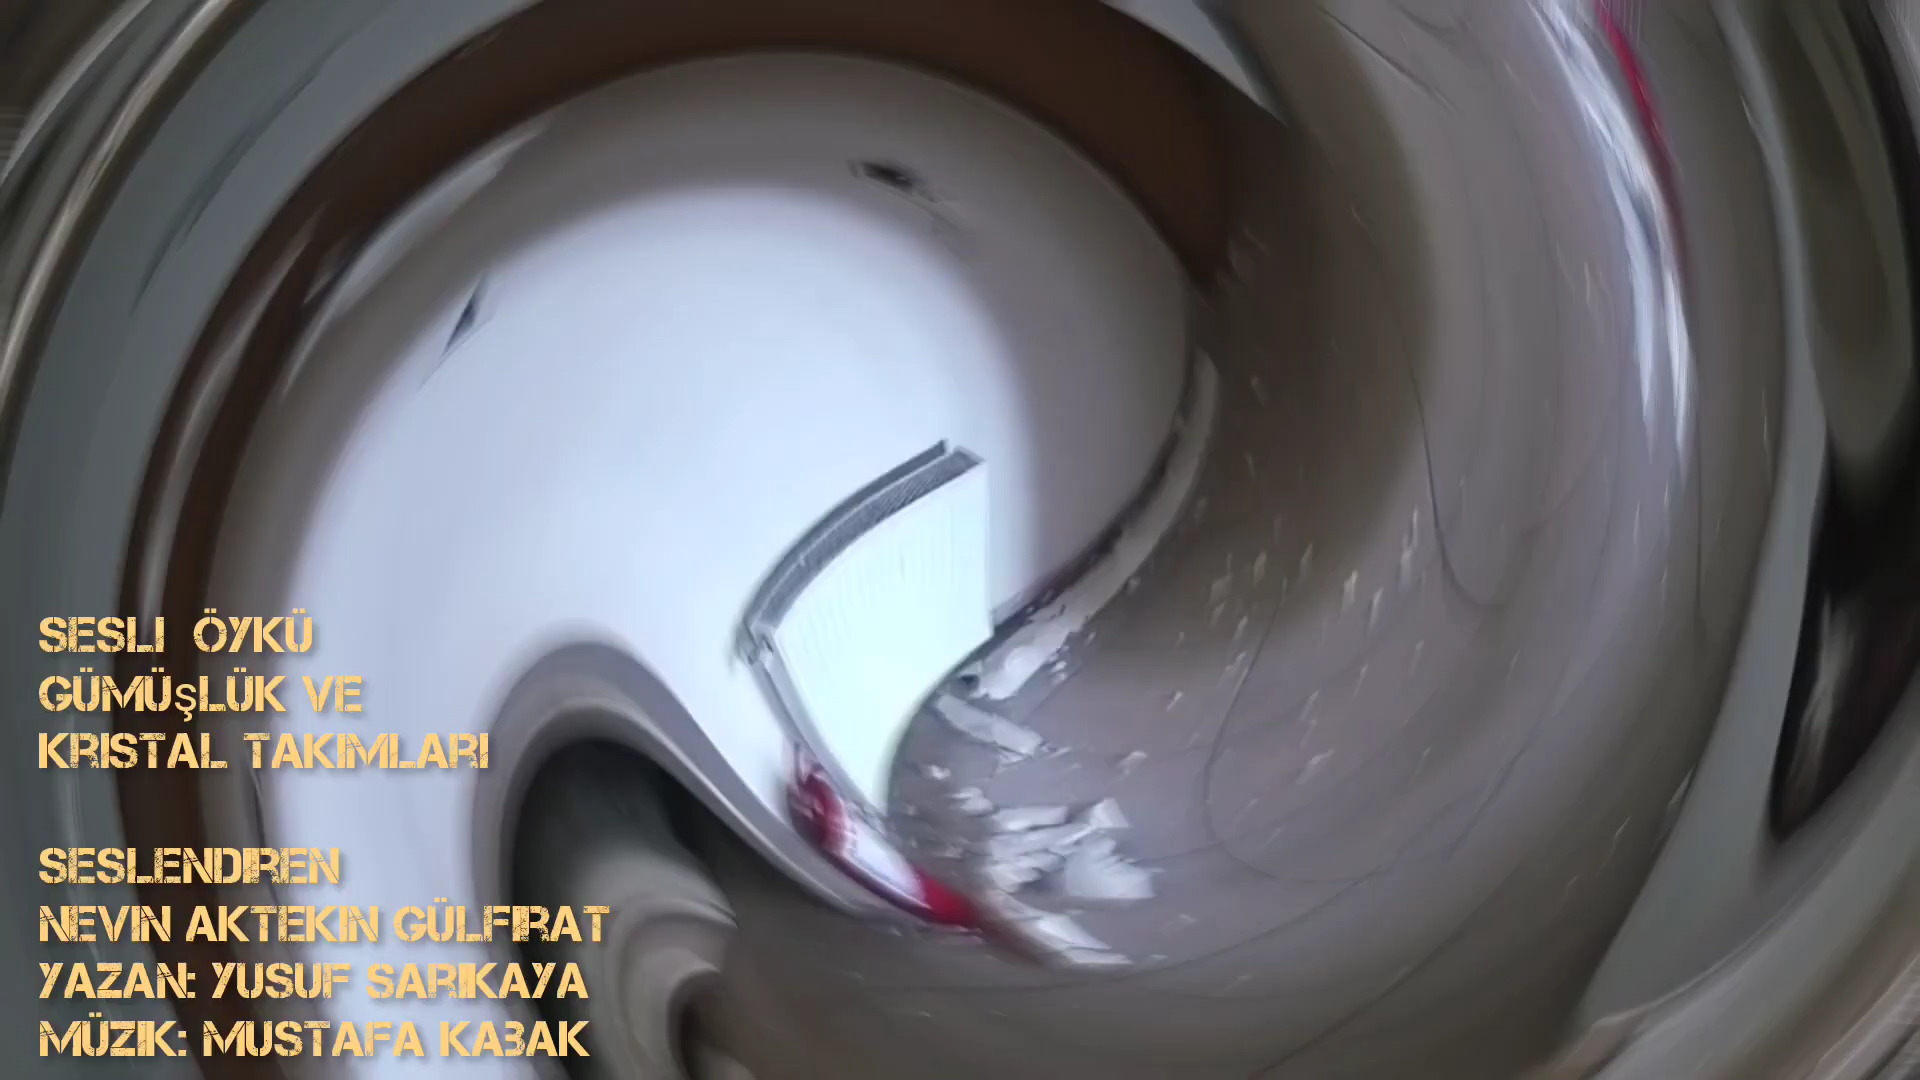 SESLI ÖYKÜ
GÜMÜŞLÜK VE
KRISTAL TAKIMLARI
SESLENDIREN
NEVIN AKTEKIN GÜLFIRAT
YAZAN: YUSUF SARIKAYA
MÜZIK: MUSTAFA KABAK